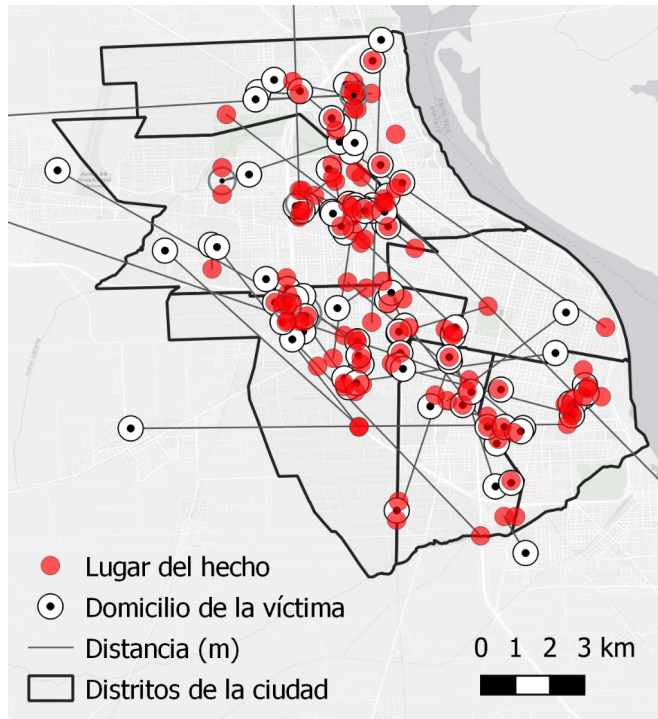 Lugar del hecho
Domicilio de la víctima
Distancia (m)
Distritos de la ciudad
0 1 2 3 km